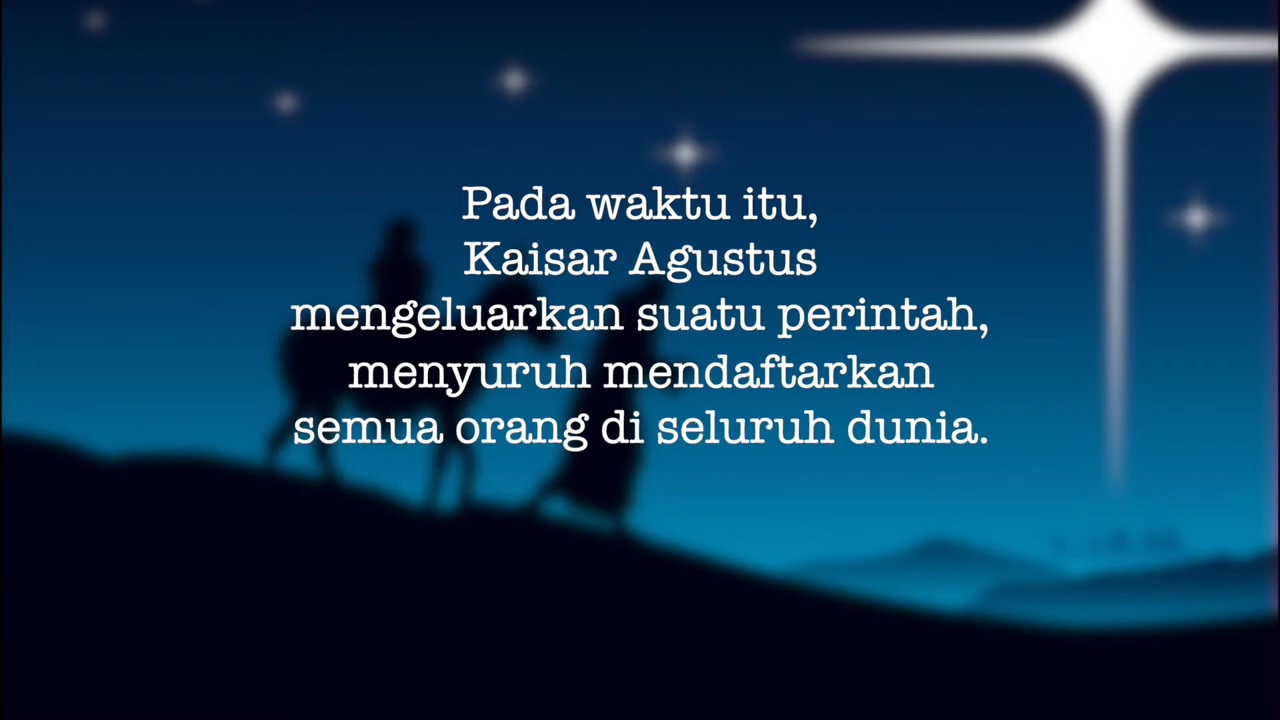 Pada waktu itu,
Kaisar Agustus
mengeluarkan suatu perintah,
menyuruh mendaftarkan
semua orang di seluruh dunia.